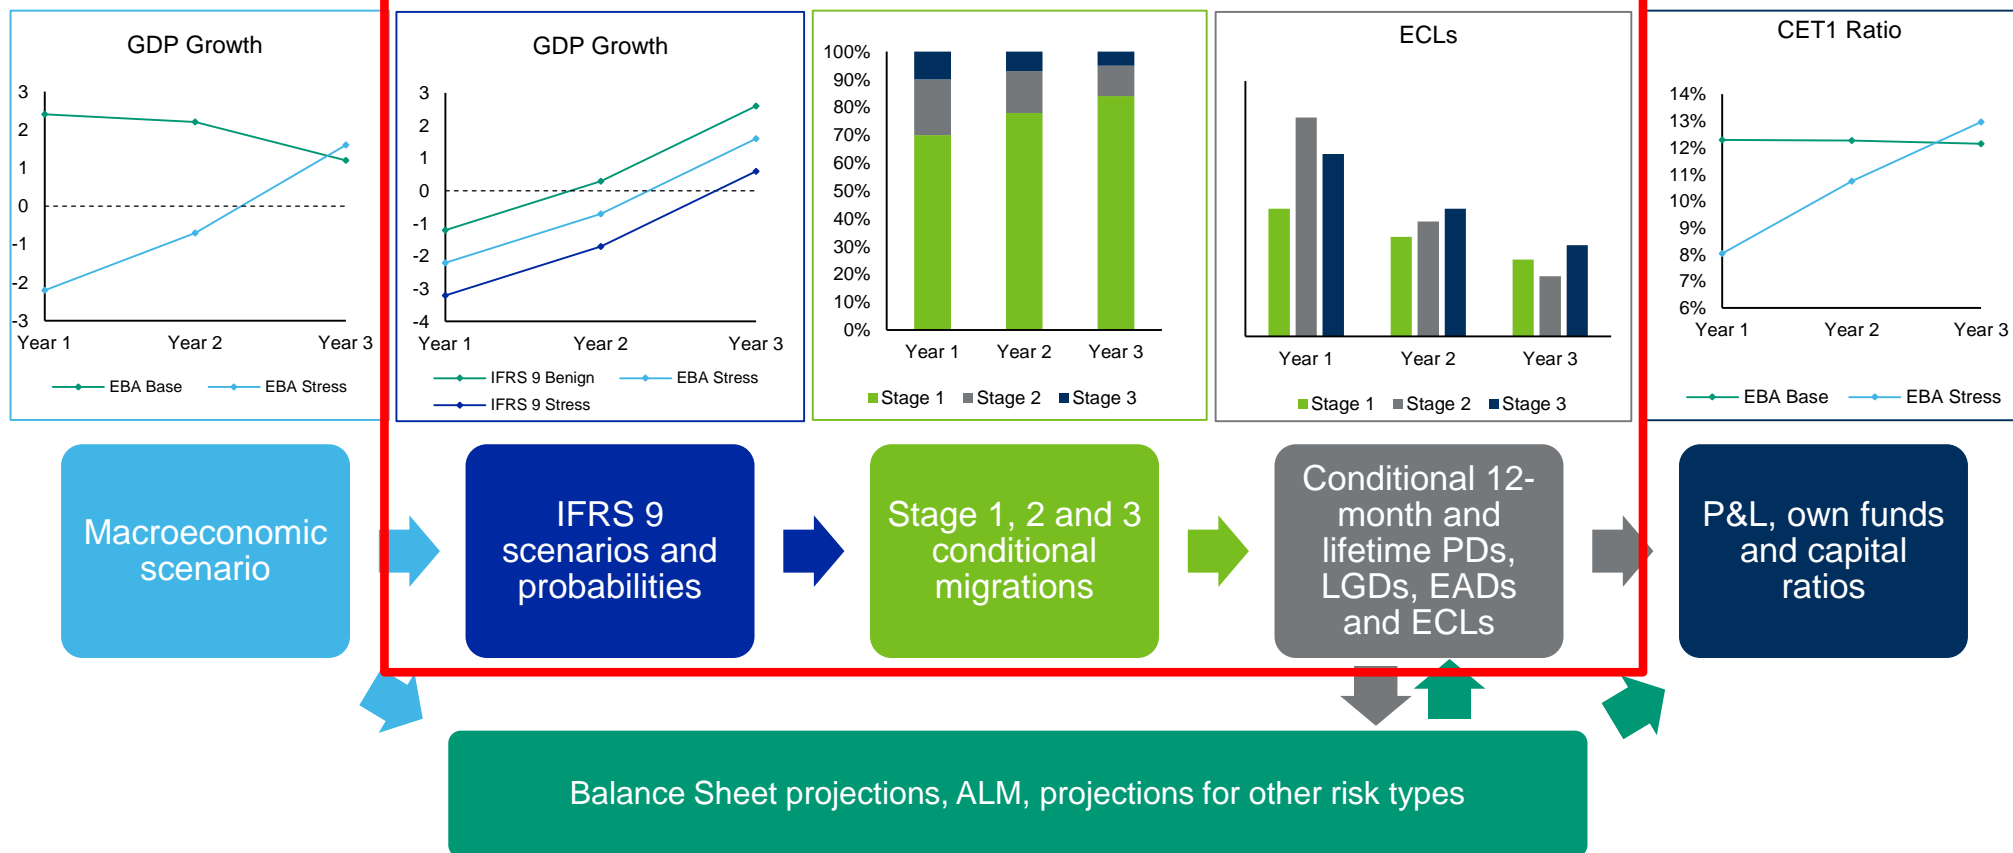 GDP Growth
3
2
1
0
-1
-2
-3
Year 1 Year 2 Year 3
EBA Base EBA Stress
GDP Growth
3
2
1
0
-1
-2
-3
-4
Year 1 Year 2 Year 3
IFRS 9 Benign EBA Stress
IFRS 9 Stress
100%
90%
80%
70%
60%
50%
40%
30%
20%
10%
0%
Year 1 Year 2 Year 3
Stage 1 Stage 2 Stage 3
ECLs
Year 1 Year 2 Year 3
Stage 1 Stage 2 Stage 3
CET1 Ratio
14%
13%
12%
11%
10%
9%
8%
7%
6%
Year 1 Year 2 Year 3
EBA Base EBA Stress
Macroeconomic
scenario
IFRS 9
scenarios and
probabilities
Stage 1, 2 and 3
conditional
migrations
Conditional 12-
month and
lifetime PDs,
LGDs, EADs
and ECLs
P&L, own funds
and capital
ratios
Balance Sheet projections, ALM, projections for other risk types